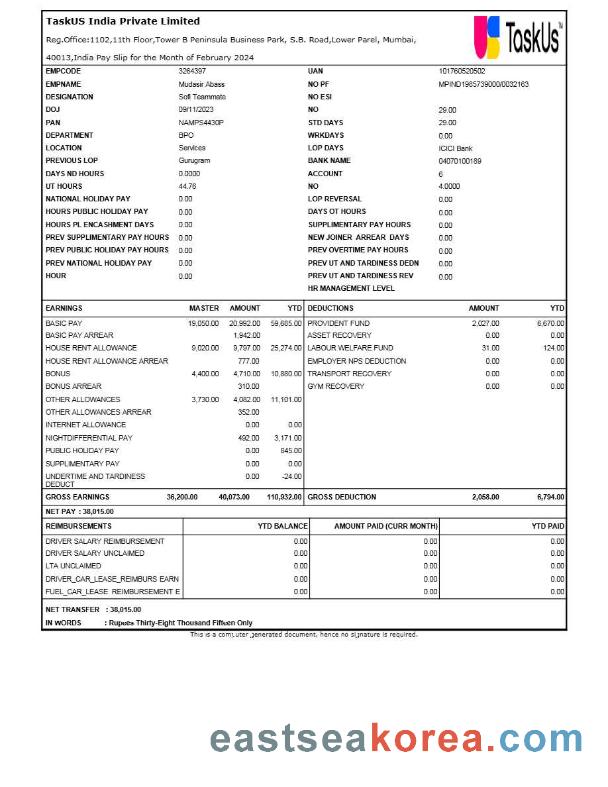 TaskUS India Private Limited
Reg.Office:1102,11th Floor,Tower B Peninsula Business Park, S.B. Road,Lower Parel, Mumbai,
40013,India Pay Slip for the Month of February 2024
TaskUs™
EMPCODE 3264397 UAN 101760520502
EMPNAME Mudasir Abass NO PF MPIND1965739000/0032163
DESIGNATION Sofl Teammate NO ESI
DOJ 09/11/2023 NO 29.00
PAN NAMPS4430P STD DAYS 29.00
DEPARTMENT BPO WRKDAYS 0.00
LOCATION Services LOP DAYS ICICI Bank
PREVIOUS LOP Gurugram BANK NAME 04070100169
DAYS ND HOURS 0.0000 ACCOUNT 6
UT HOURS 44.76 NO 4.0000
NATIONAL HOLIDAY PAY 0.00 LOP REVERSAL 0.00
HOURS PUBLIC HOLIDAY PAY 0.00 DAYS OT HOURS 0.00
HOURS PL ENCASHMENT DAYS 0.00 SUPPLIMENTARY PAY HOURS 0.00
PREV SUPPLIMENTARY PAY HOURS 0.00 NEW JOINER ARREAR DAYS 0.00
PREV PUBLIC HOLIDAY PAY HOURS 0.00 PREV OVERTIME PAY HOURS 0.00
PREV NATIONAL HOLIDAY PAY 0.00 PREV UT AND TARDINESS DEDN 0.00
HOUR 0.00 PREV UT AND TARDINESS REV 0.00
HR MANAGEMENT LEVEL
EARNINGS MASTER AMOUNT YTD DEDUCTIONS AMOUNT YTD
BASIC PAY 19,050.00 20,992.00 59,685.00 PROVIDENT FUND 2,027.00 6,670.00
BASIC PAY ARREAR 1,942.00 ASSET RECOVERY 0.00 0.00
HOUSE RENT ALLOWANCE 9,020.00 9,797.00 25,274.00 LABOUR WELFARE FUND 31.00 124.00
HOUSE RENT ALLOWANCE ARREAR 777.00 EMPLOYER NPS DEDUCTION 0.00 0.00
BONUS 4,400.00 4,710.00 10,880.00 TRANSPORT RECOVERY 0.00 0.00
BONUS ARREAR 310.00 GYM RECOVERY 0.00 0.00
OTHER ALLOWANCES 3,730.00 4,082.00 11,101.00
OTHER ALLOWANCES ARREAR 352.00
INTERNET ALLOWANCE 0.00 0.00
NIGHTDIFFERENTIAL PAY 492.00 3,171.00
PUBLIC HOLIDAY PAY 0.00 845.00
SUPPLIMENTARY PAY 0.00 0.00
UNDERTIME AND TARDINESS 0.00 -24.00
DEDUCT
GROSS EARNINGS 36,200.00 40,073.00 110,932.00 GROSS DEDUCTION 2,058.00 6,794.00
NET PAY : 38,015.00
REIMBURSEMENTS YTD BALANCE AMOUNT PAID (CURR MONTH) YTD PAID
DRIVER SALARY REIMBURSEMENT 0.00 0.00 0.00
DRIVER SALARY UNCLAIMED 0.00 0.00 0.00
LTA UNCLAIMED 0.00 0.00 0.00
DRIVER_CAR_LEASE_REIMBURS EARN 0.00 0.00 0.00
FUEL_CAR_LEASE REIMBURSEMENT E 0.00 0.00 0.00
NET TRANSFER : 38,015.00
IN WORDS : Rupees Thirty-Eight Thousand Fifteen Only
This is a computer generated document, hence no signature is required.
eastseakorea.com